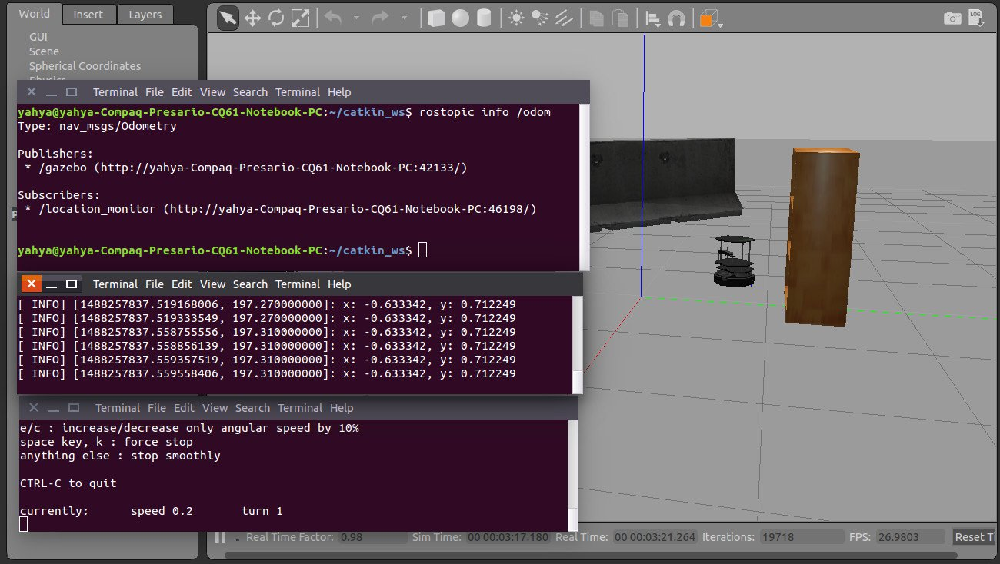 World Insert Layers
GUI
Scene
Spherical Coordinates
Physics
LOG
Terminal File Edit View Search Terminal Help
yahya@yahya-Compaq-Presario-CQ61-Notebook-PC:~/catkin_ws$ rostopic info /odom
Type: nav_msgs/Odometry
Publishers:
* /gazebo (http://yahya-Compaq-Presario-CQ61-Notebook-PC:42133/)
Subscribers:
* /location_monitor (http://yahya-Compaq-Presario-CQ61-Notebook-PC:46198/)
yahya@yahya-Compaq-Presario-CQ61-Notebook-PC:~/catkin_ws$
Terminal File Edit View Search Terminal Help
[ INFO] [1488257837.519168006, 197.270000000]: x: -0.633342, y: 0.712249
[ INFO] [1488257837.519333549, 197.270000000]: x: -0.633342, y: 0.712249
[ INFO] [1488257837.558755556, 197.310000000]: x: -0.633342, y: 0.712249
[ INFO] [1488257837.558856139, 197.310000000]: x: -0.633342, y: 0.712249
[ INFO] [1488257837.559357519, 197.310000000]: x: -0.633342, y: 0.712249
[ INFO] [1488257837.559558406, 197.310000000]: x: -0.633342, y: 0.712249
Terminal File Edit View Search Terminal Help
e/c : increase/decrease only angular speed by 10%
space key, k : force stop
anything else : stop smoothly
CTRL-C to quit
currently: speed 0.2 turn 1
Real Time Factor: 0.98 Sim Time: 00 00:03:17.180 Real Time: 00 00:03:21.264 Iterations: 19718 FPS: 26.9803 Reset Ti